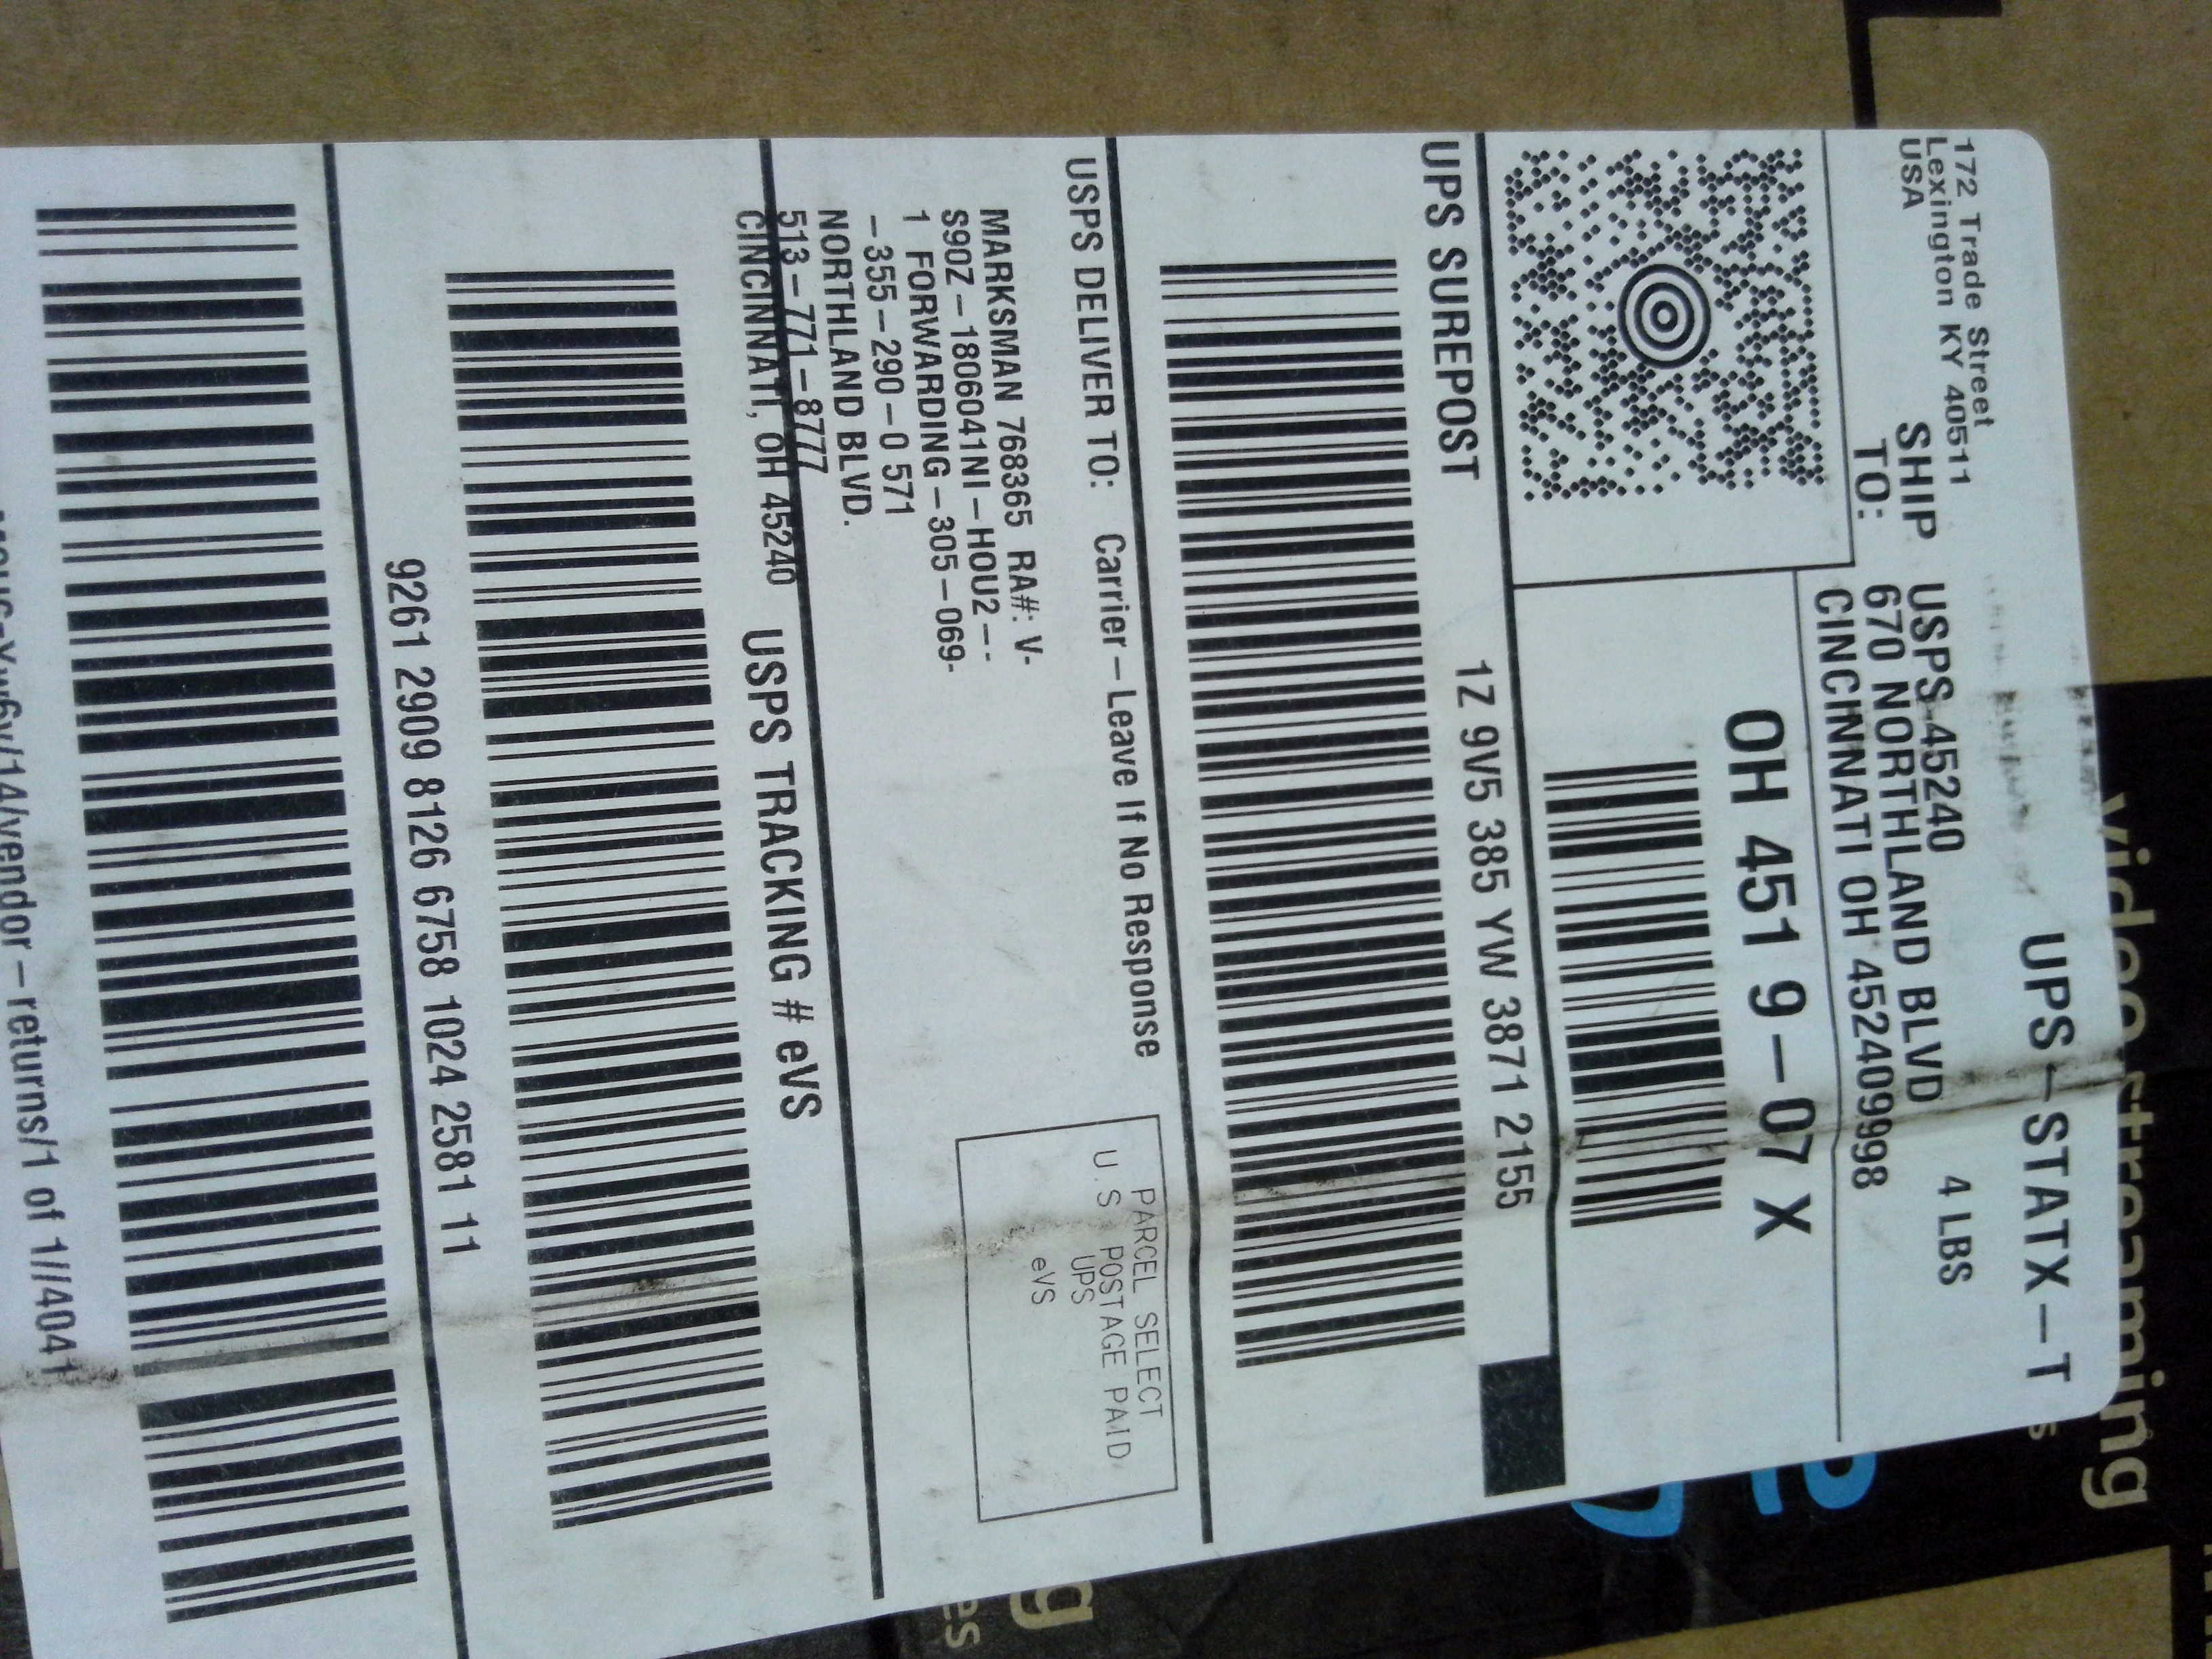 172 Trade Street
Lexington KY 40511
USA
UPS-STATX-T
4 LBS
SHIP TO:
USPS 45240
670 NORTHLAND BLVD
CINCINNATI OH 452409998
OH 451 9-07 X
UPS SUREPOST
1Z 9V5 385 YW 3871 2155
USPS DELIVER TO: Carrier-Leave If No Response
MARKSMAN 768365 RA#: V-
S90Z-1806041NI-HOU2--
1 FORWARDING-305-069-
-355-290-0 571
NORTHLAND BLVD.
513-771-8777
CINCINNATI, OH 45240
PARCEL SELECT
U.S POSTAGE PAID
UPS
eVS
USPS TRACKING # eVS
9261 2909 8126 6758 1024 2581 11
/14/vendor-returns/1 of 1//4041
video streaming